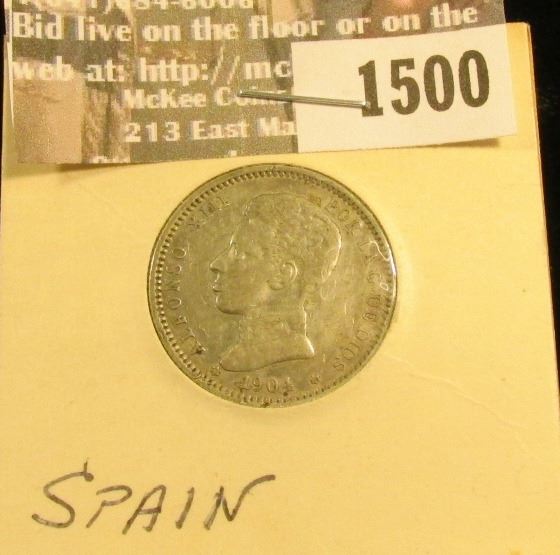 Bid live on the floor or on the
web at: http://mc
McKee
213 East Ma
1500
ALFONSO XIII POR LA G DE DIOS
1904
SPAIN